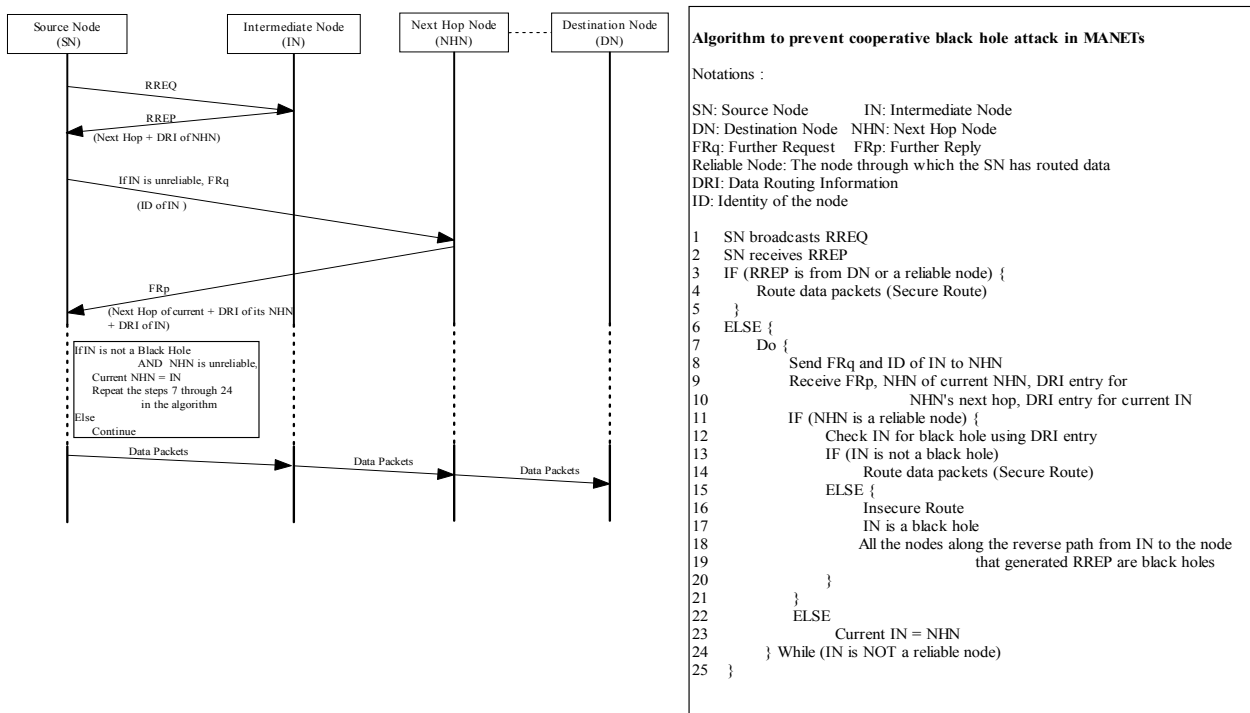 Source Node
(SN)
Intermediate Node
(IN)
Next Hop Node
(NHN)
Destination Node
(DN)
RREQ
RREP
(Next Hop + DRI of NHN)
If IN is unreliable, FRq
(ID of IN )
FRp
(Next Hop of current + DRI of its NHN
+ DRI of IN)
If IN is not a Black Hole
AND NHN is unreliable,
Current NHN = IN
Repeat the steps 7 through 24
in the algorithm
Else
Continue
Data Packets
Data Packets
Data Packets
Algorithm to prevent cooperative black hole attack in MANETs
Notations :
SN: Source Node IN: Intermediate Node
DN: Destination Node NHN: Next Hop Node
FRq: Further Request FRp: Further Reply
Reliable Node: The node through which the SN has routed data
DRI: Data Routing Information
ID: Identity of the node
1 SN broadcasts RREQ
2 SN receives RREP
3 IF (RREP is from DN or a reliable node) {
4 Route data packets (Secure Route)
5 }
6 ELSE {
7 Do {
8 Send FRq and ID of IN to NHN
9 Receive FRp, NHN of current NHN, DRI entry for
10 NHN's next hop, DRI entry for current IN
11 IF (NHN is a reliable node) {
12 Check IN for black hole using DRI entry
13 IF (IN is not a black hole)
14 Route data packets (Secure Route)
15 ELSE {
16 Insecure Route
17 IN is a black hole
18 All the nodes along the reverse path from IN to the node
19 that generated RREP are black holes
20 }
21 }
22 ELSE
23 Current IN = NHN
24 } While (IN is NOT a reliable node)
25 }